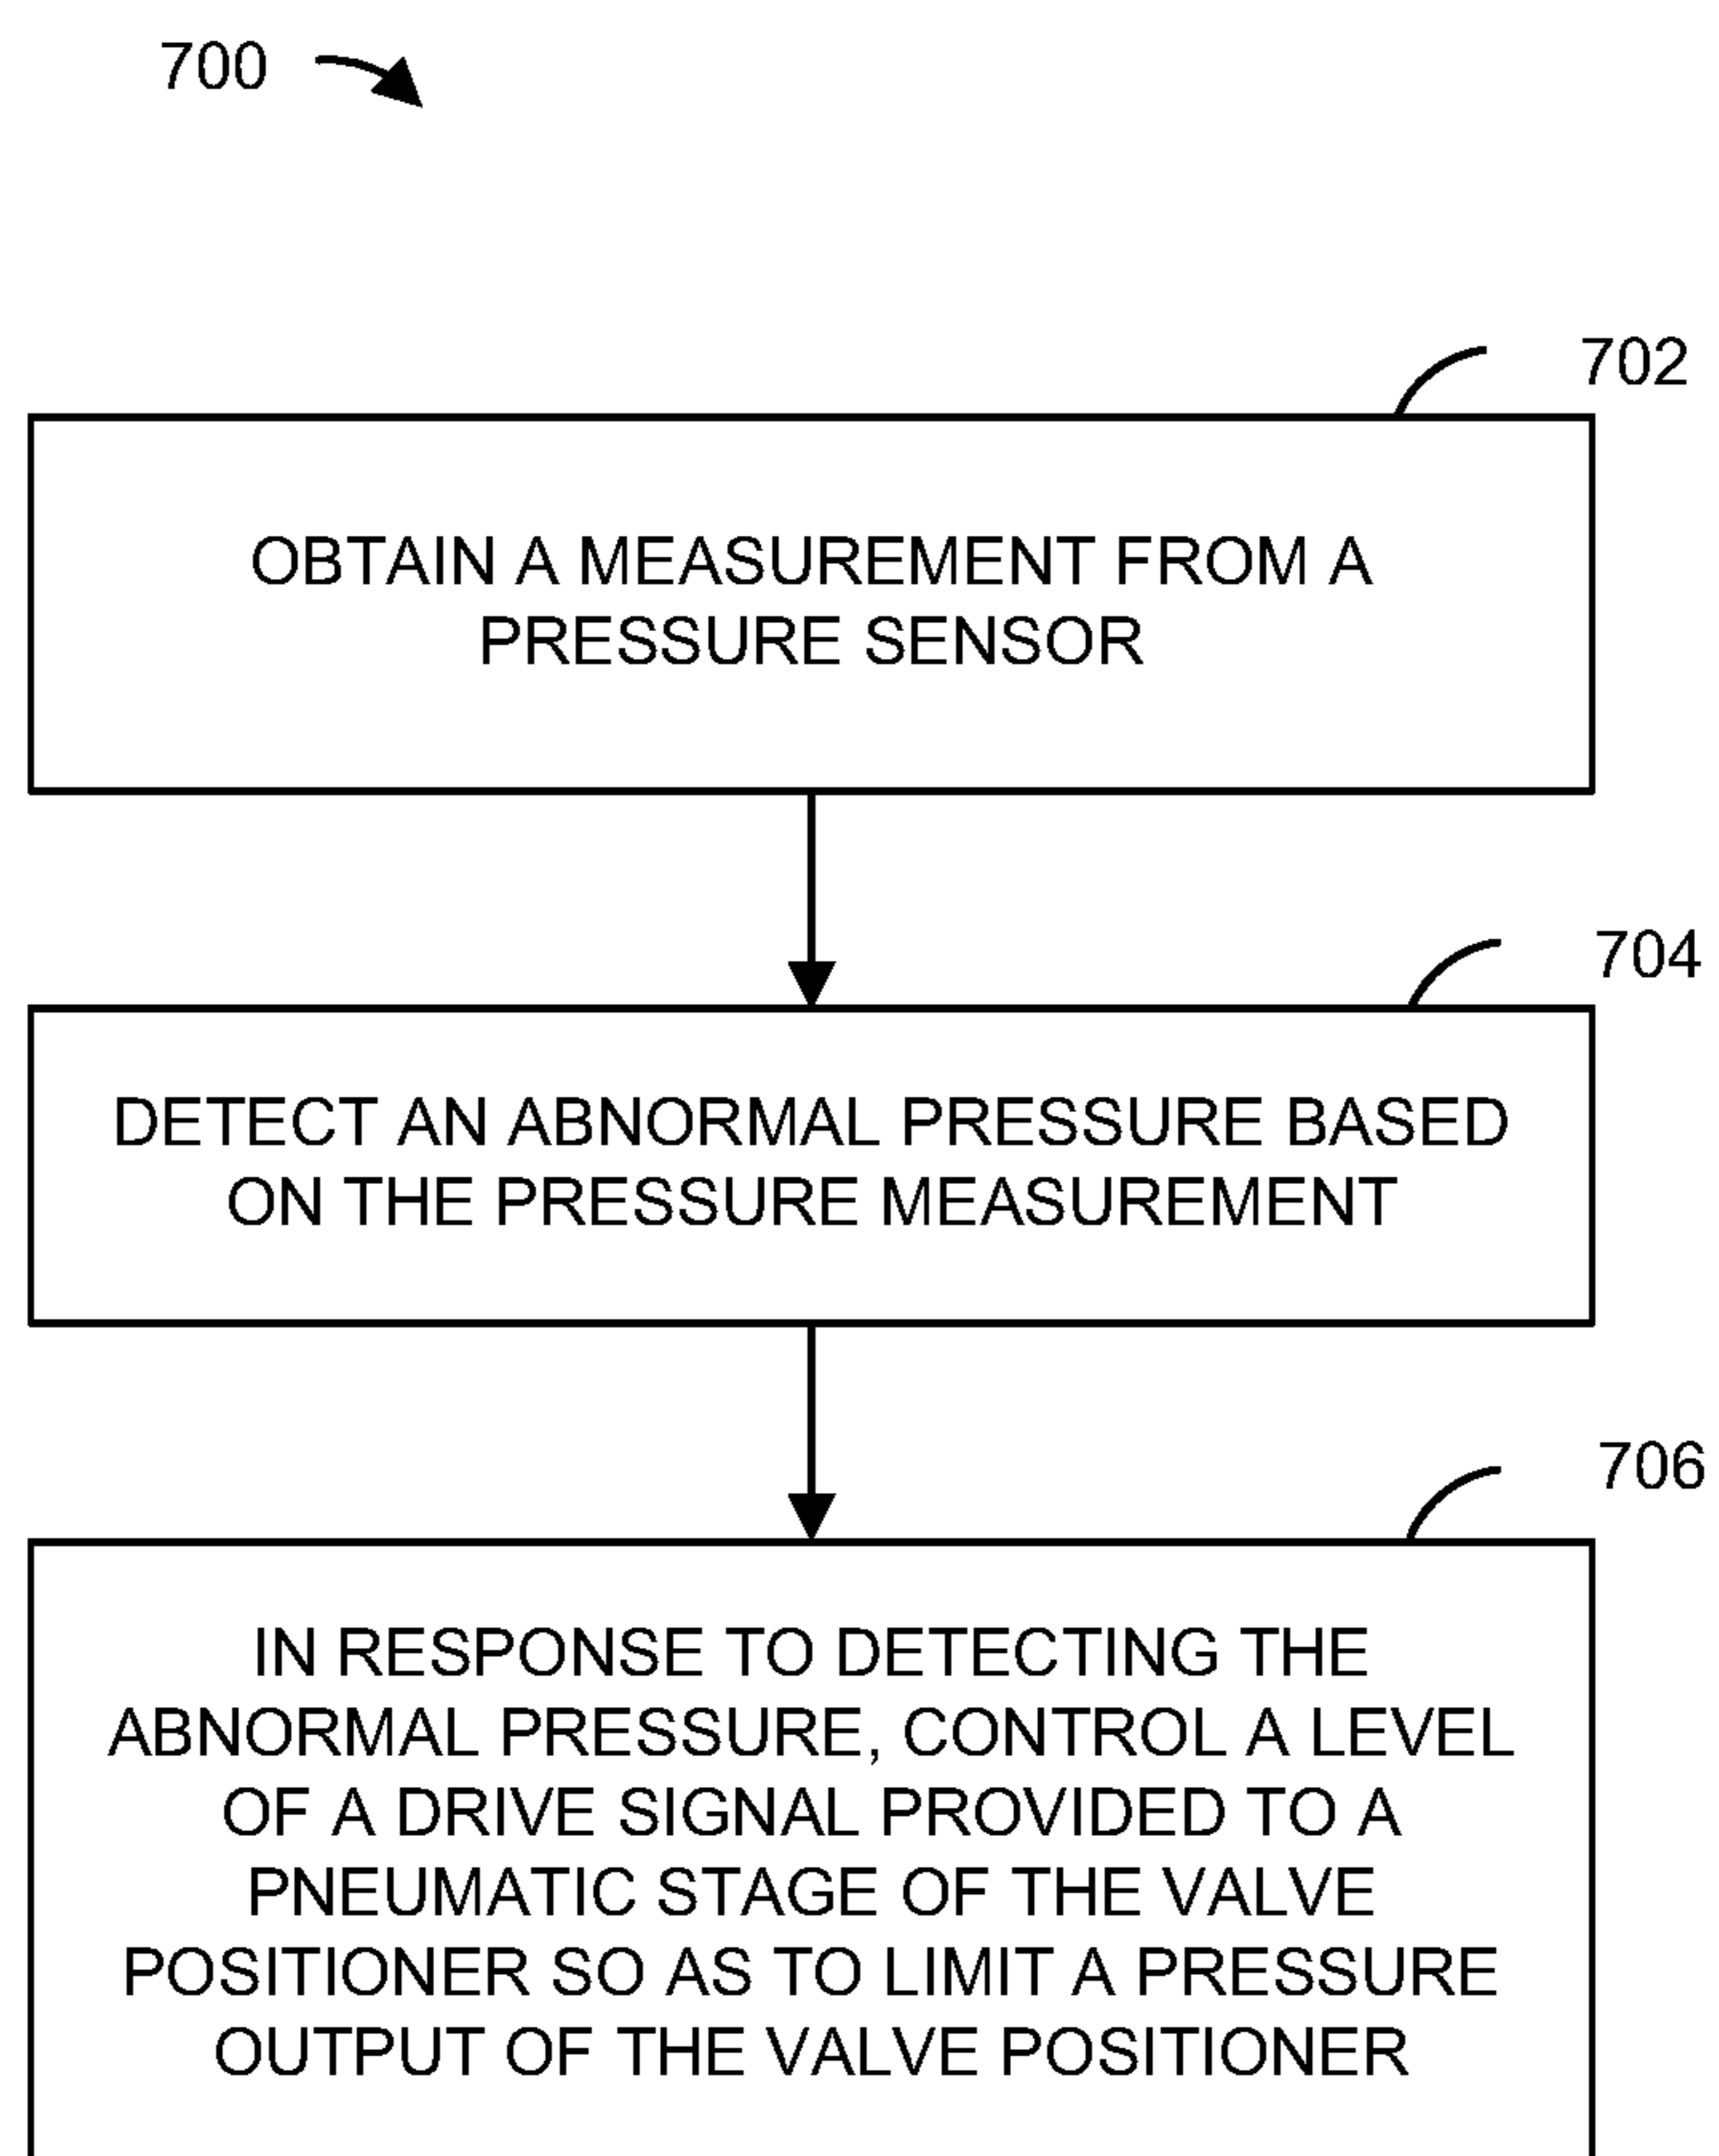 700
702
OBTAIN A MEASUREMENT FROM A
PRESSURE SENSOR
704
DETECT AN ABNORMAL PRESSURE BASED
ON THE PRESSURE MEASUREMENT
706
IN RESPONSE TO DETECTING THE
ABNORMAL PRESSURE, CONTROL A LEVEL
OF A DRIVE SIGNAL PROVIDED TO A
PNEUMATIC STAGE OF THE VALVE
POSITIONER SO AS TO LIMIT A PRESSURE
OUTPUT OF THE VALVE POSITIONER